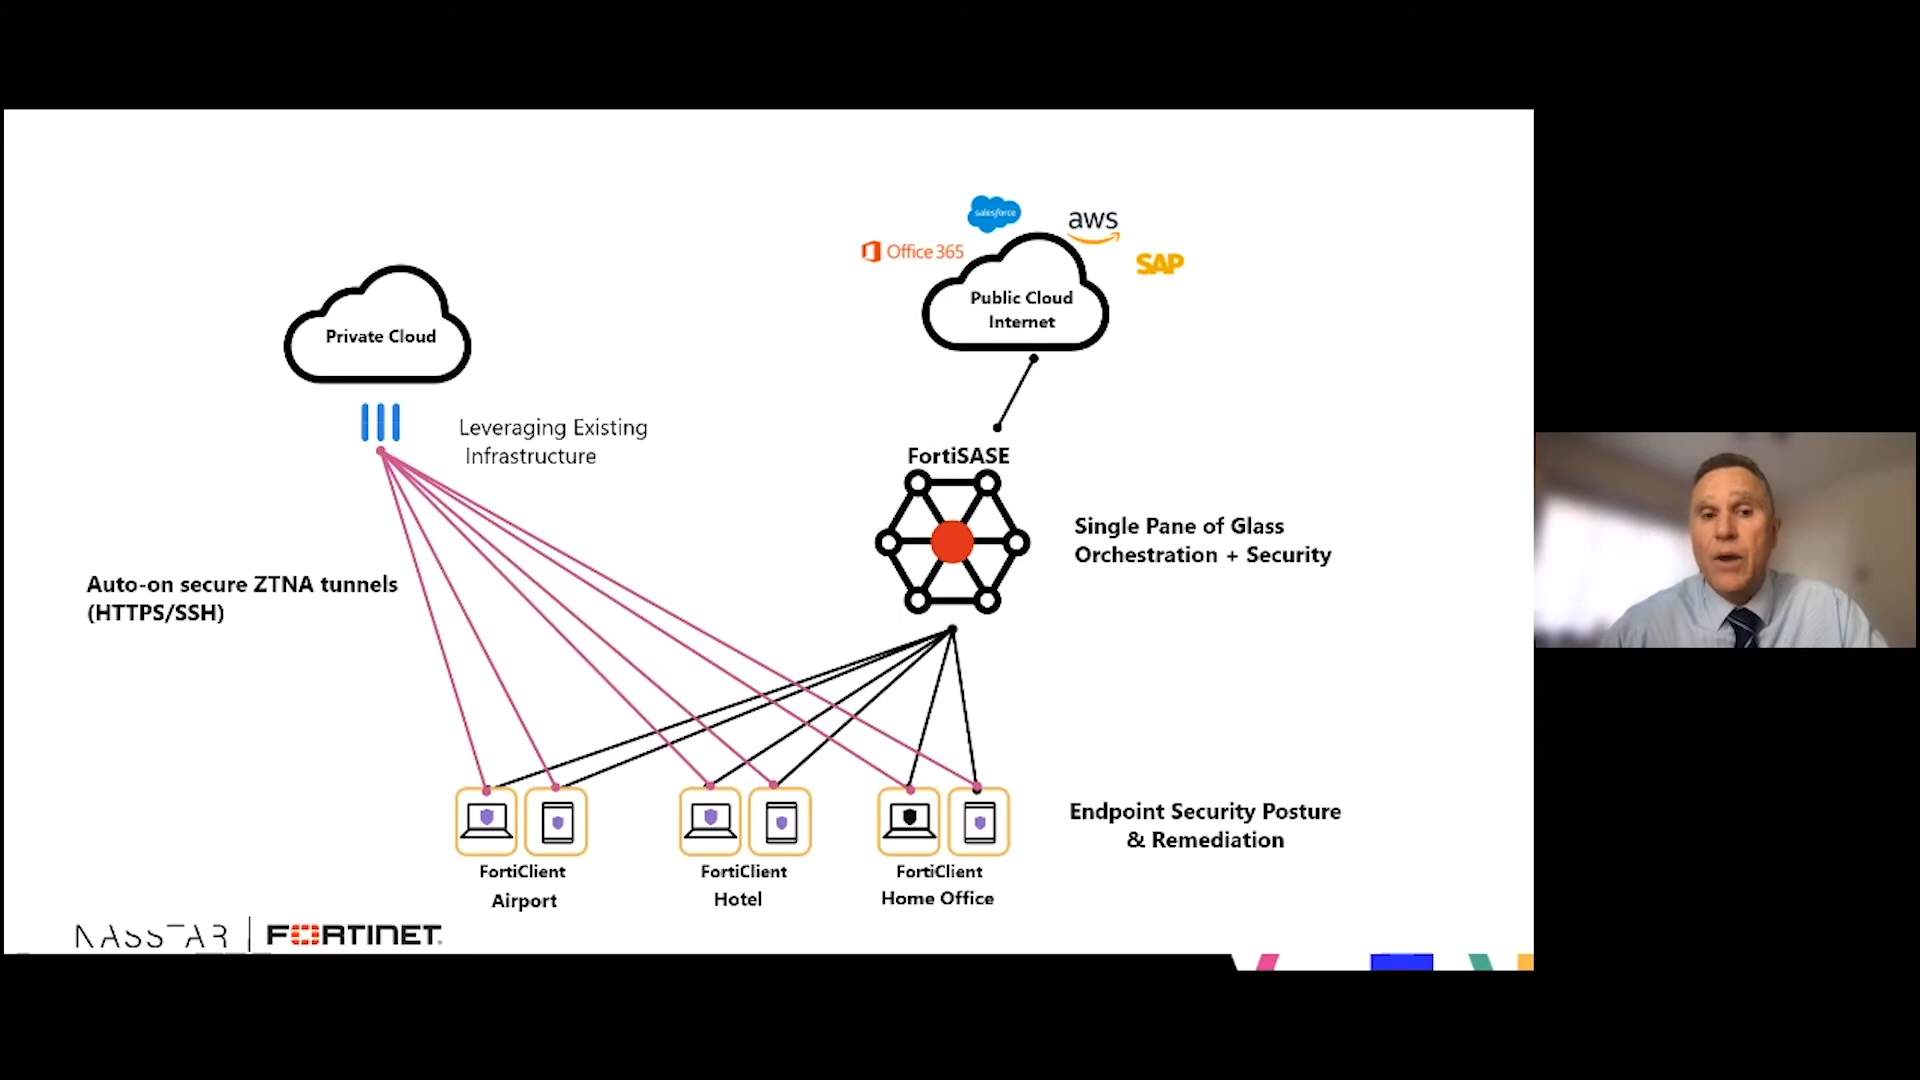 salesforce
aws
Office 365
SAP
Public Cloud
Internet
Private Cloud
Leveraging Existing
Infrastructure
FortiSASE
Single Pane of Glass
Orchestration + Security
Auto-on secure ZTNA tunnels
(HTTPS/SSH)
Endpoint Security Posture
& Remediation
FortiClient
Airport
FortiClient
Hotel
FortiClient
Home Office
NASSTAR
FORTINET